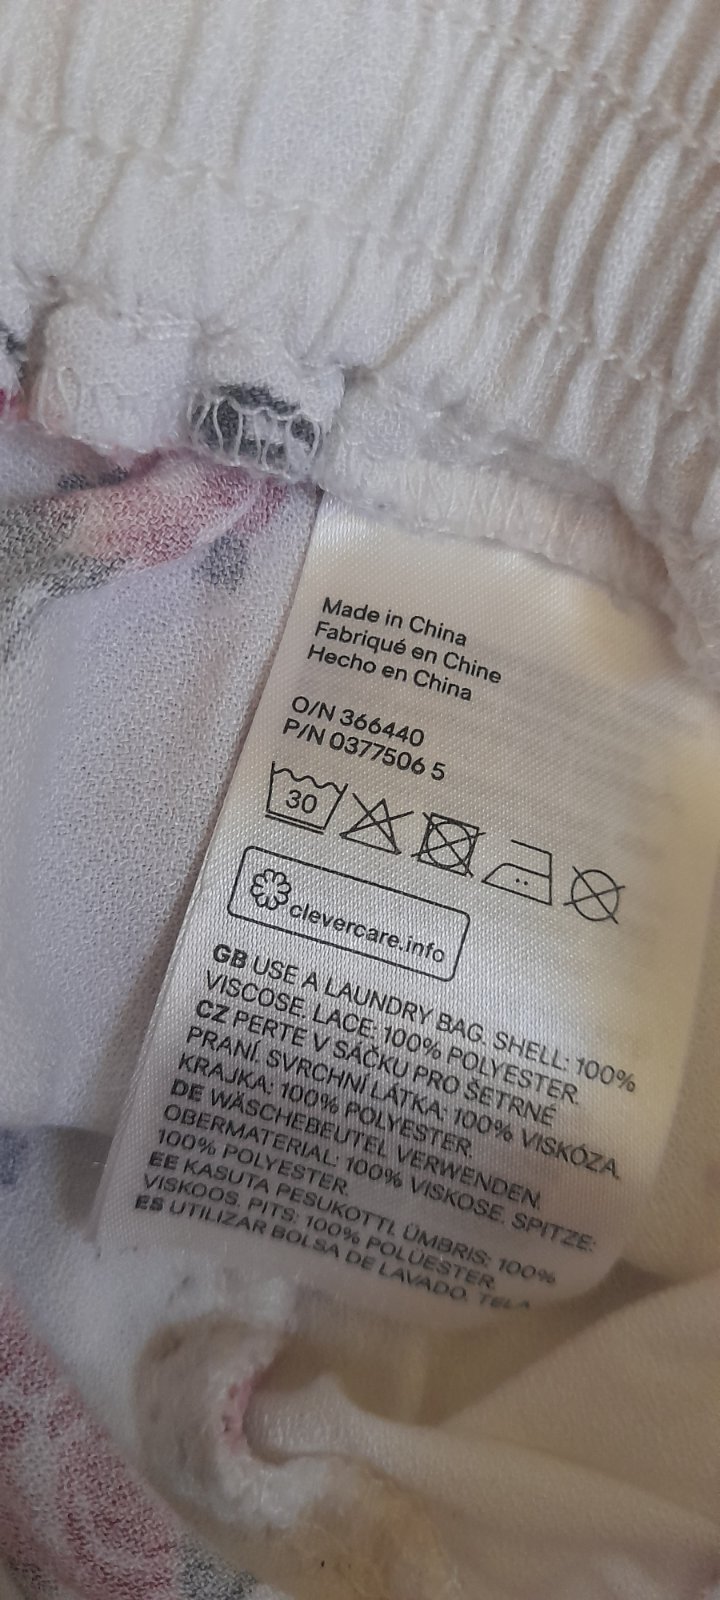 Made in China
Fabriqué en Chine
Hecho en China
O/N 366440
P/N 0377506 5
30
clevercare.info
GB USE A LAUNDRY BAG. SHELL: 100%
VISCOSE. LACE: 100% POLYESTER.
CZ PERTE V SÁČKU PRO ŠETRNÉ
PRANÍ. SVRCHNÍ LÁTKA: 100% VISKÓZA.
KRAJKA: 100% POLYESTER.
DE WÄSCHEBEUTEL VERWENDEN.
OBERMATERIAL: 100% VISKOSE. SPITZE:
100% POLYESTER.
EE KASUTA PESUKOTTI. ÜMBRIS: 100%
VISKOOS. PITS: 100% POLÜESTER.
ES UTILIZAR BOLSA DE LAVADO. TELA